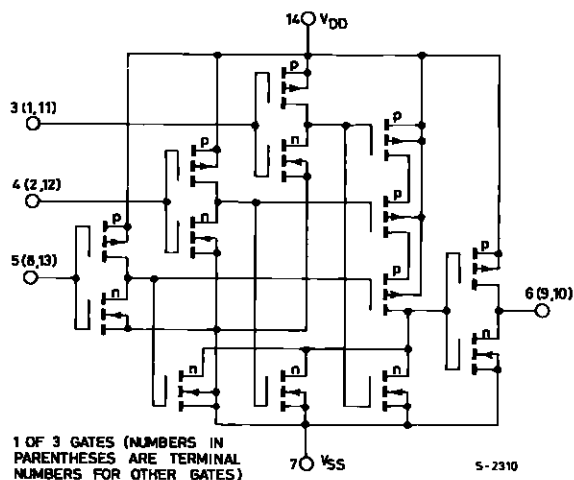 14 VDD
p
3 (1,11)
n
p
p
4 (2,12)
n
p
p
5 (8,13)
n
p
p
6 (9,10)
n
n
n
n
1 OF 3 GATES (NUMBERS IN
PARENTHESES ARE TERMINAL
NUMBERS FOR OTHER GATES)
7 VSS
S-2310